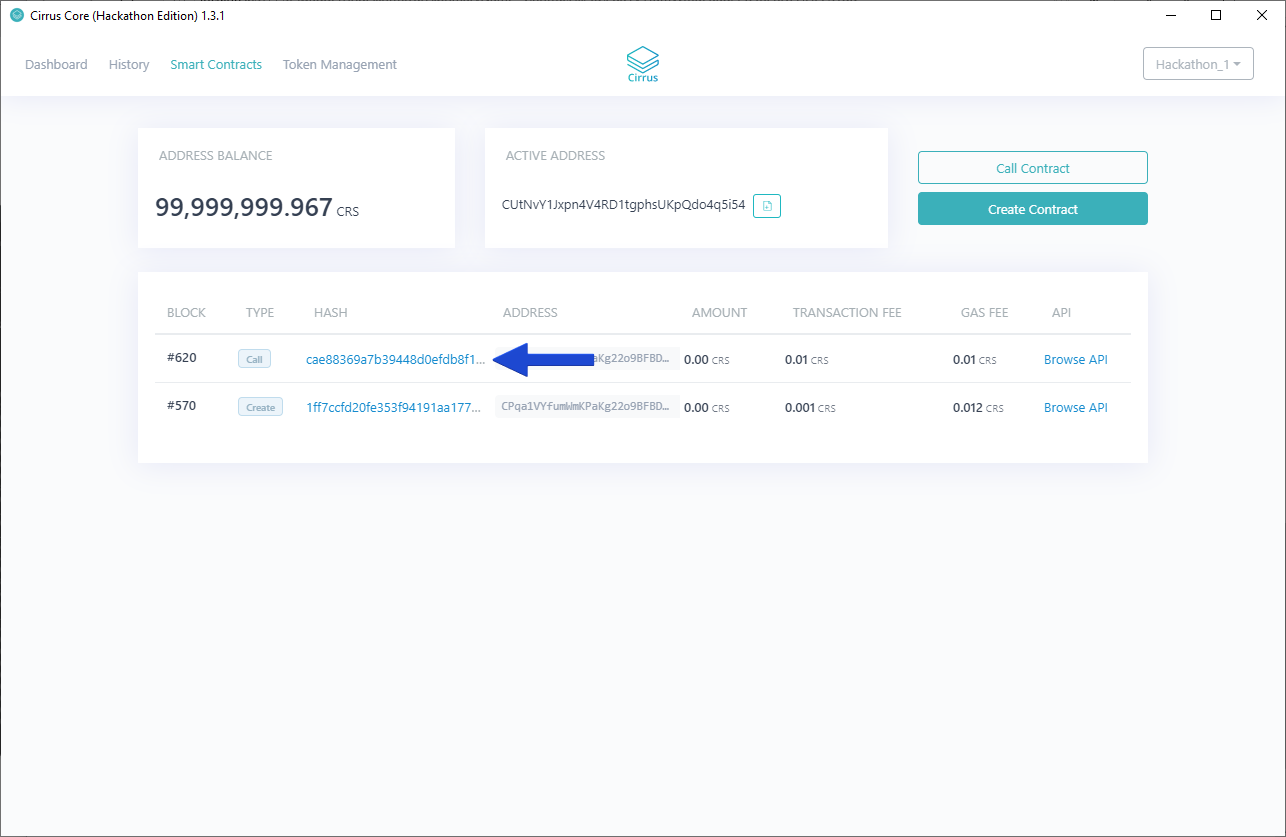 Cirrus Core (Hackathon Edition) 1.3.1
Dashboard History Smart Contracts Token Management
Cirrus
Hackathon_1
ADDRESS BALANCE
99,999,999.967 CRS
ACTIVE ADDRESS
CUtNvY1Jxpn4V4RD1tgphsUKpQdo4q5i54
Call Contract
Create Contract
BLOCK TYPE HASH ADDRESS AMOUNT TRANSACTION FEE GAS FEE API
#620 Call cae88369a7b39448d0efdb8f1... aKg22o9BFBD… 0.00 CRS 0.01 CRS 0.01 CRS Browse API
#570 Create 1ff7ccfd20fe353f94191aa177... CPqa1VYfumWmKPaKg22o9BFBD… 0.00 CRS 0.001 CRS 0.012 CRS Browse API